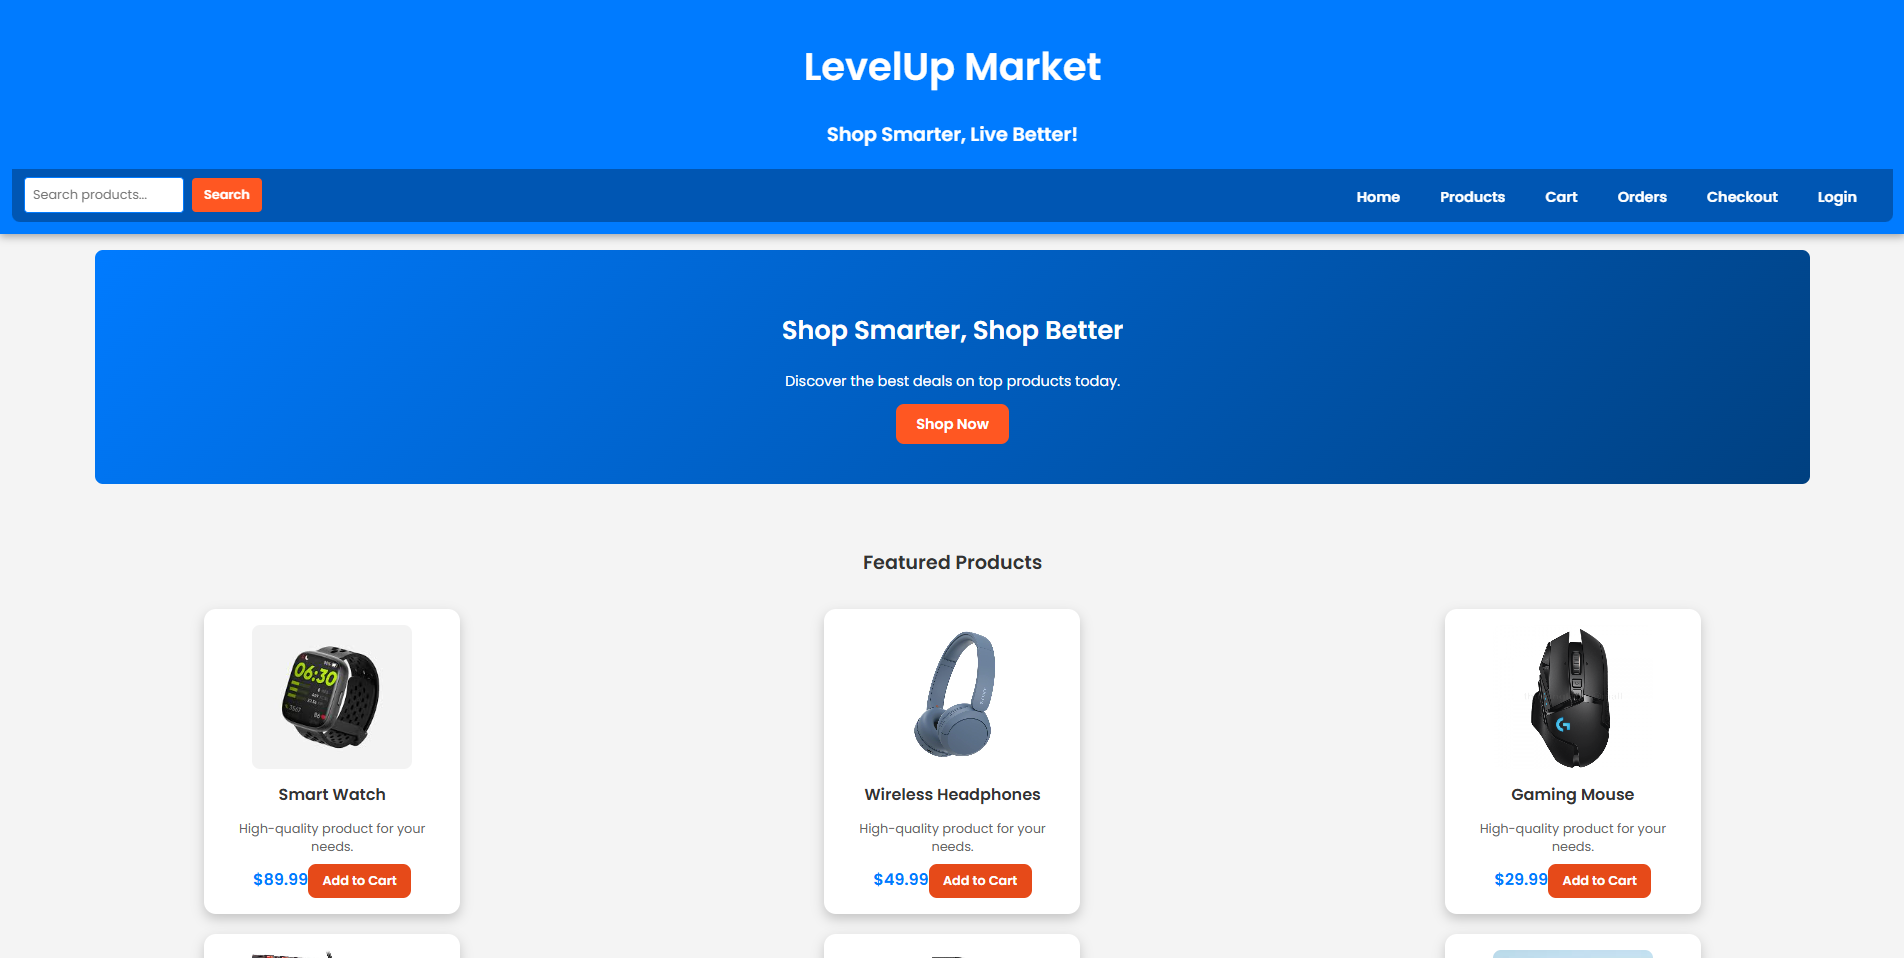 LevelUp Market
Shop Smarter, Live Better!
Search products...
Search
Home
Products
Cart
Orders
Checkout
Login
Shop Smarter, Shop Better
Discover the best deals on top products today.
Shop Now
Featured Products
06:30
Smart Watch
High-quality product for your
needs.
$89.99
Add to Cart
Wireless Headphones
High-quality product for your
needs.
$49.99
Add to Cart
G
Gaming Mouse
High-quality product for your
needs.
$29.99
Add to Cart